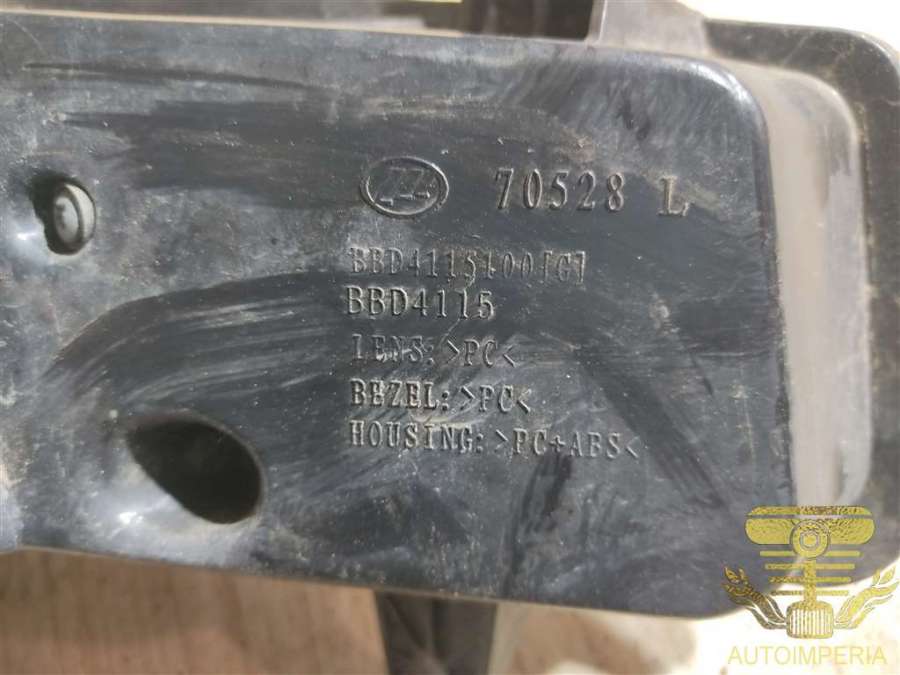 70528 L
BBD4115100[G]
BBD4115
LENS:>PC<
BEZEL:>PC<
HOUSING:>PC+ABS<
AUTOIMPERIA